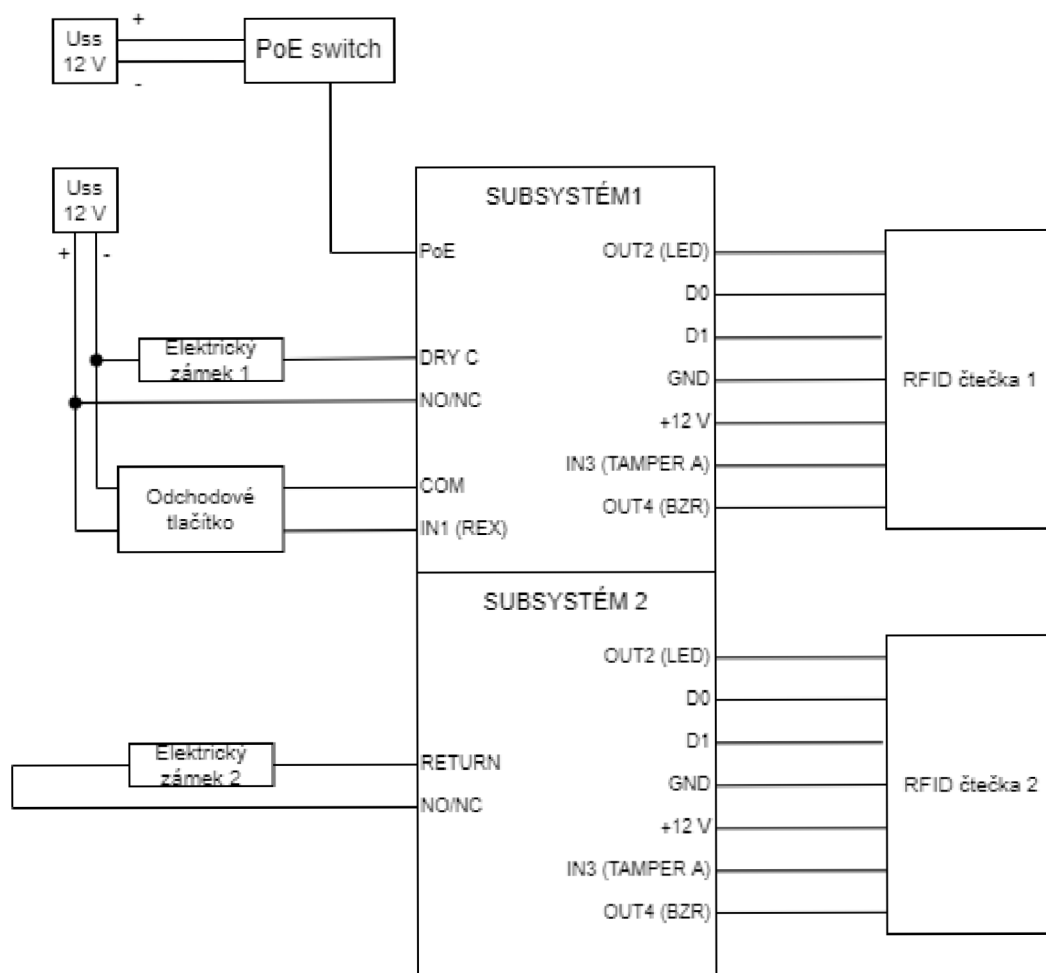 +
Uss
12 V
-
PoE switch
Uss
12 V
+
-
SUBSYSTÉM1
PoE
OUT2 (LED)
D0
D1
Elektrický
zámek 1
DRY C
GND
RFID čtečka 1
NO/NC
+12 V
IN3 (TAMPER A)
Odchodové
tlačítko
COM
OUT4 (BZR)
IN1 (REX)
SUBSYSTÉM 2
OUT2 (LED)
D0
D1
Elektrický
zámek 2
RETURN
GND
RFID čtečka 2
NO/NC
+12 V
IN3 (TAMPER A)
OUT4 (BZR)